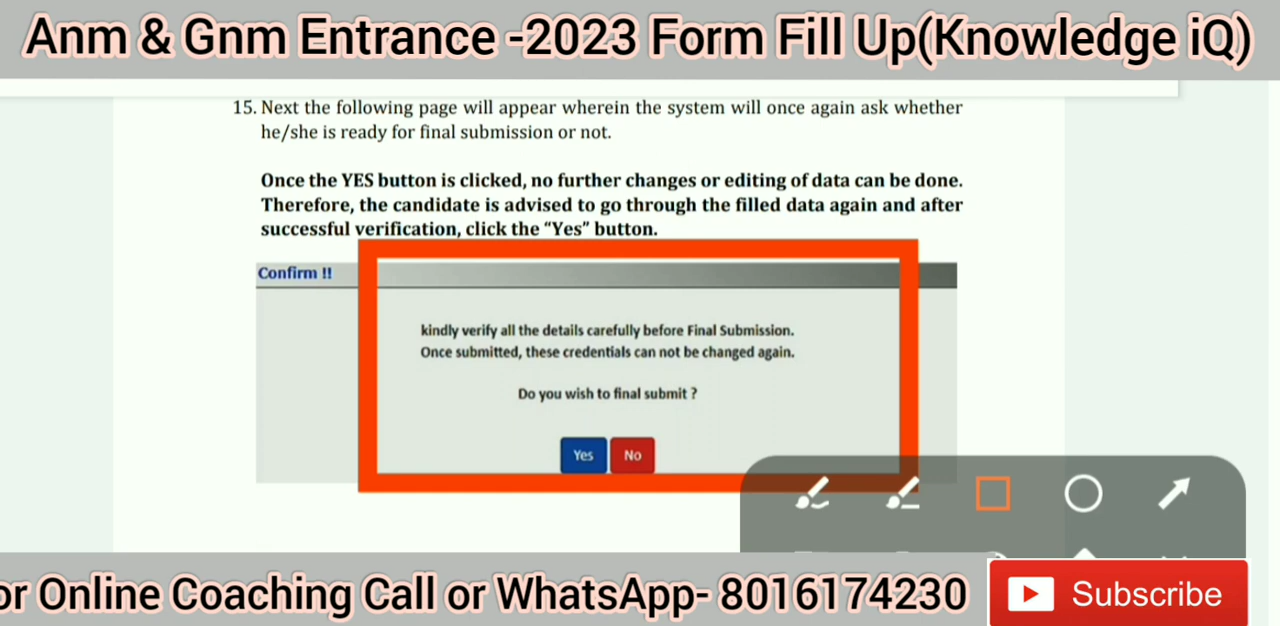 Anm & Gnm Entrance -2023 Form Fill Up(Knowledge iQ)
15. Next the following page will appear wherein the system will once again ask whether
he/she is ready for final submission or not.
Once the YES button is clicked, no further changes or editing of data can be done.
Therefore, the candidate is advised to go through the filled data again and after
successful verification, click the “Yes” button.
Confirm !!
kindly verify all the details carefully before Final Submission.
Once submitted, these credentials can not be changed again.
Do you wish to final submit ?
Yes No
or Online Coaching Call or WhatsApp- 8016174230
Subscribe